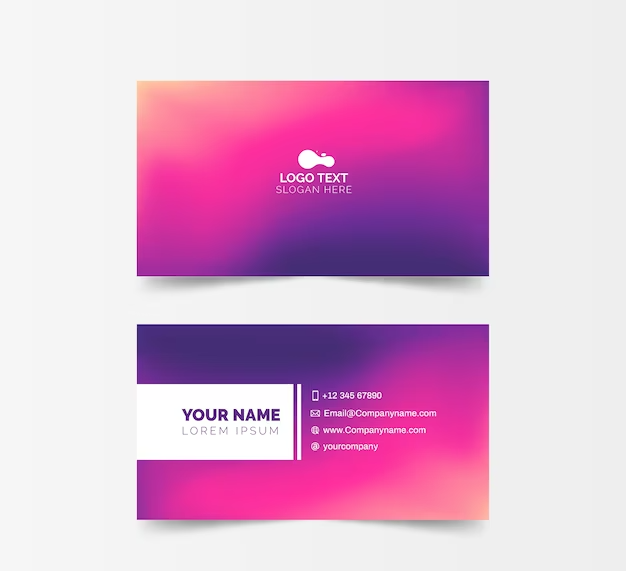 LOGO TEXT
SLOGAN HERE
YOUR NAME
LOREM IPSUM
+12 345 67890
Email@Companyname.com
www.Companyname.com
yourcompany